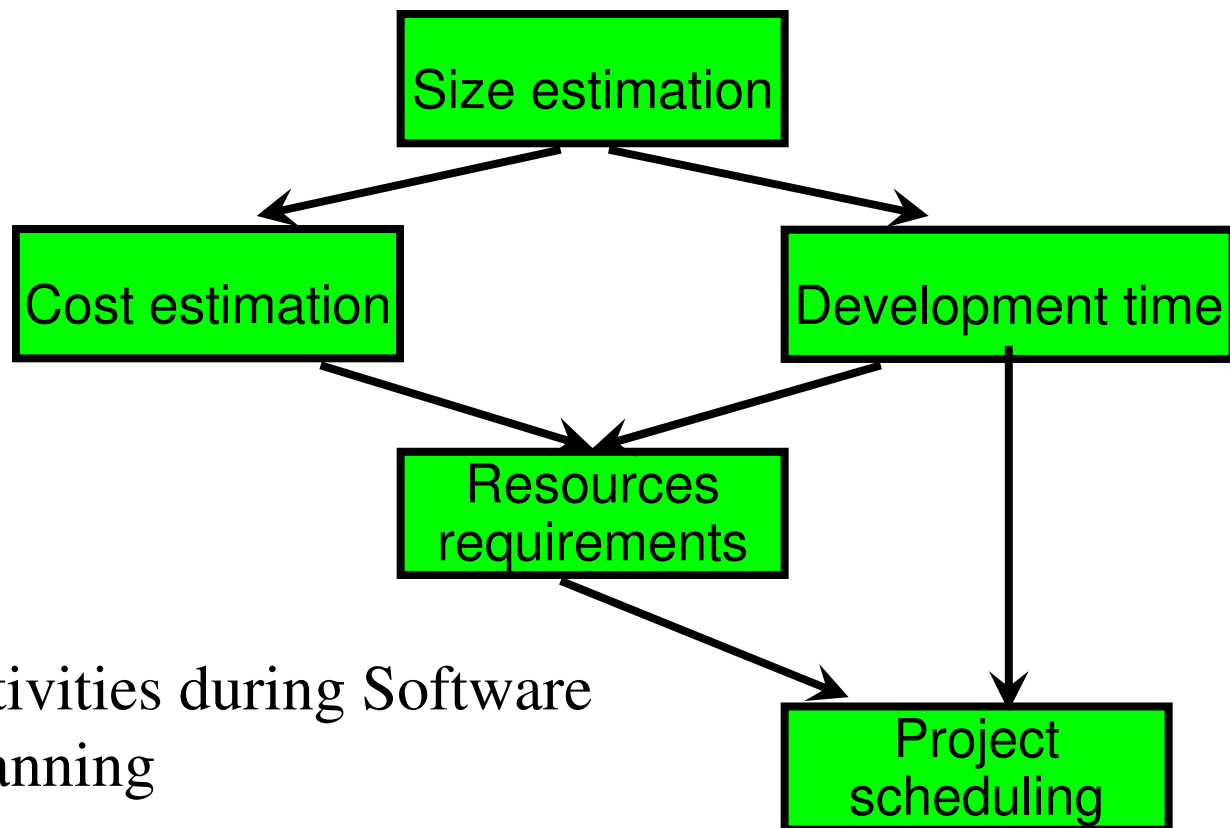 Size estimation
Cost estimation
Development time
Resources
requirements
tivities during Software
anning
Project
scheduling